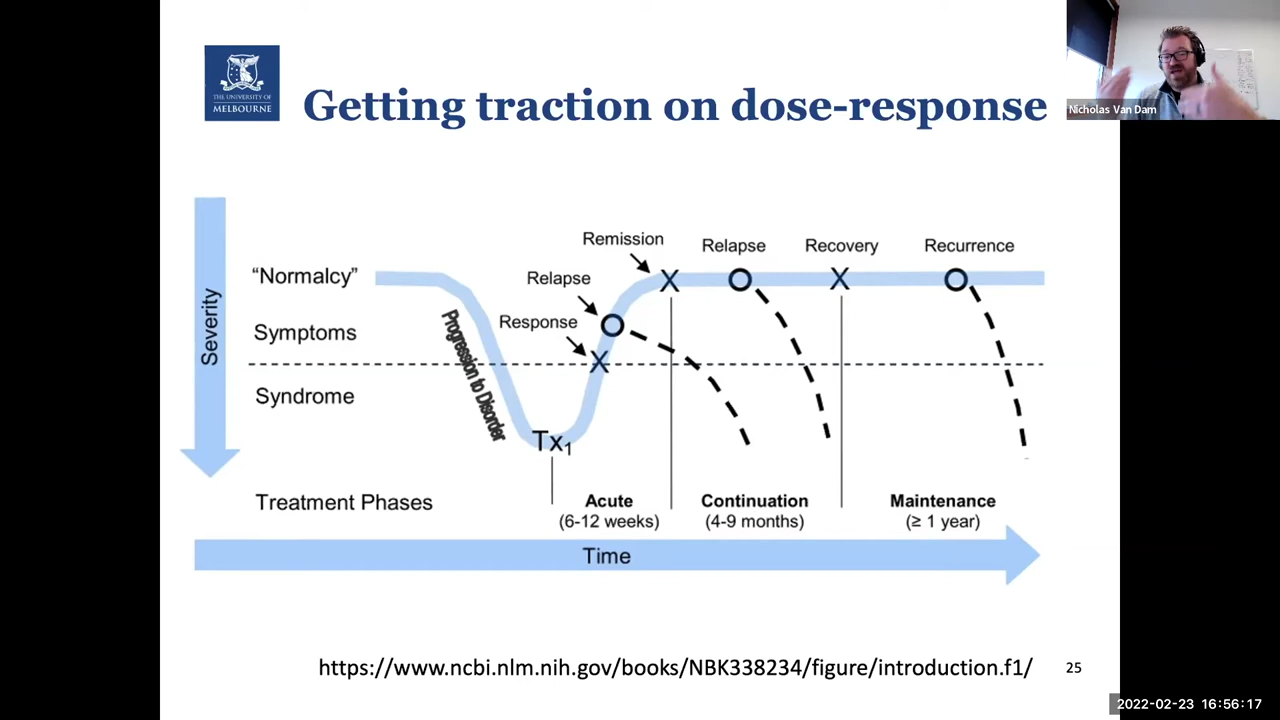 THE UNIVERSITY OF
MELBOURNE
Getting traction on dose-response
Nicholas Van Dam
Severity
Remission
Relapse
Recovery
Recurrence
"Normalcy"
Relapse
X
X
Response
Symptoms
X
Progression to Disorder
Syndrome
Tx₁
Treatment Phases
Acute
(6-12 weeks)
Continuation
(4-9 months)
Maintenance
(≥ 1 year)
Time
https://www.ncbi.nlm.nih.gov/books/NBK338234/figure/introduction.f1/
25
2022-02-23 16:56:17